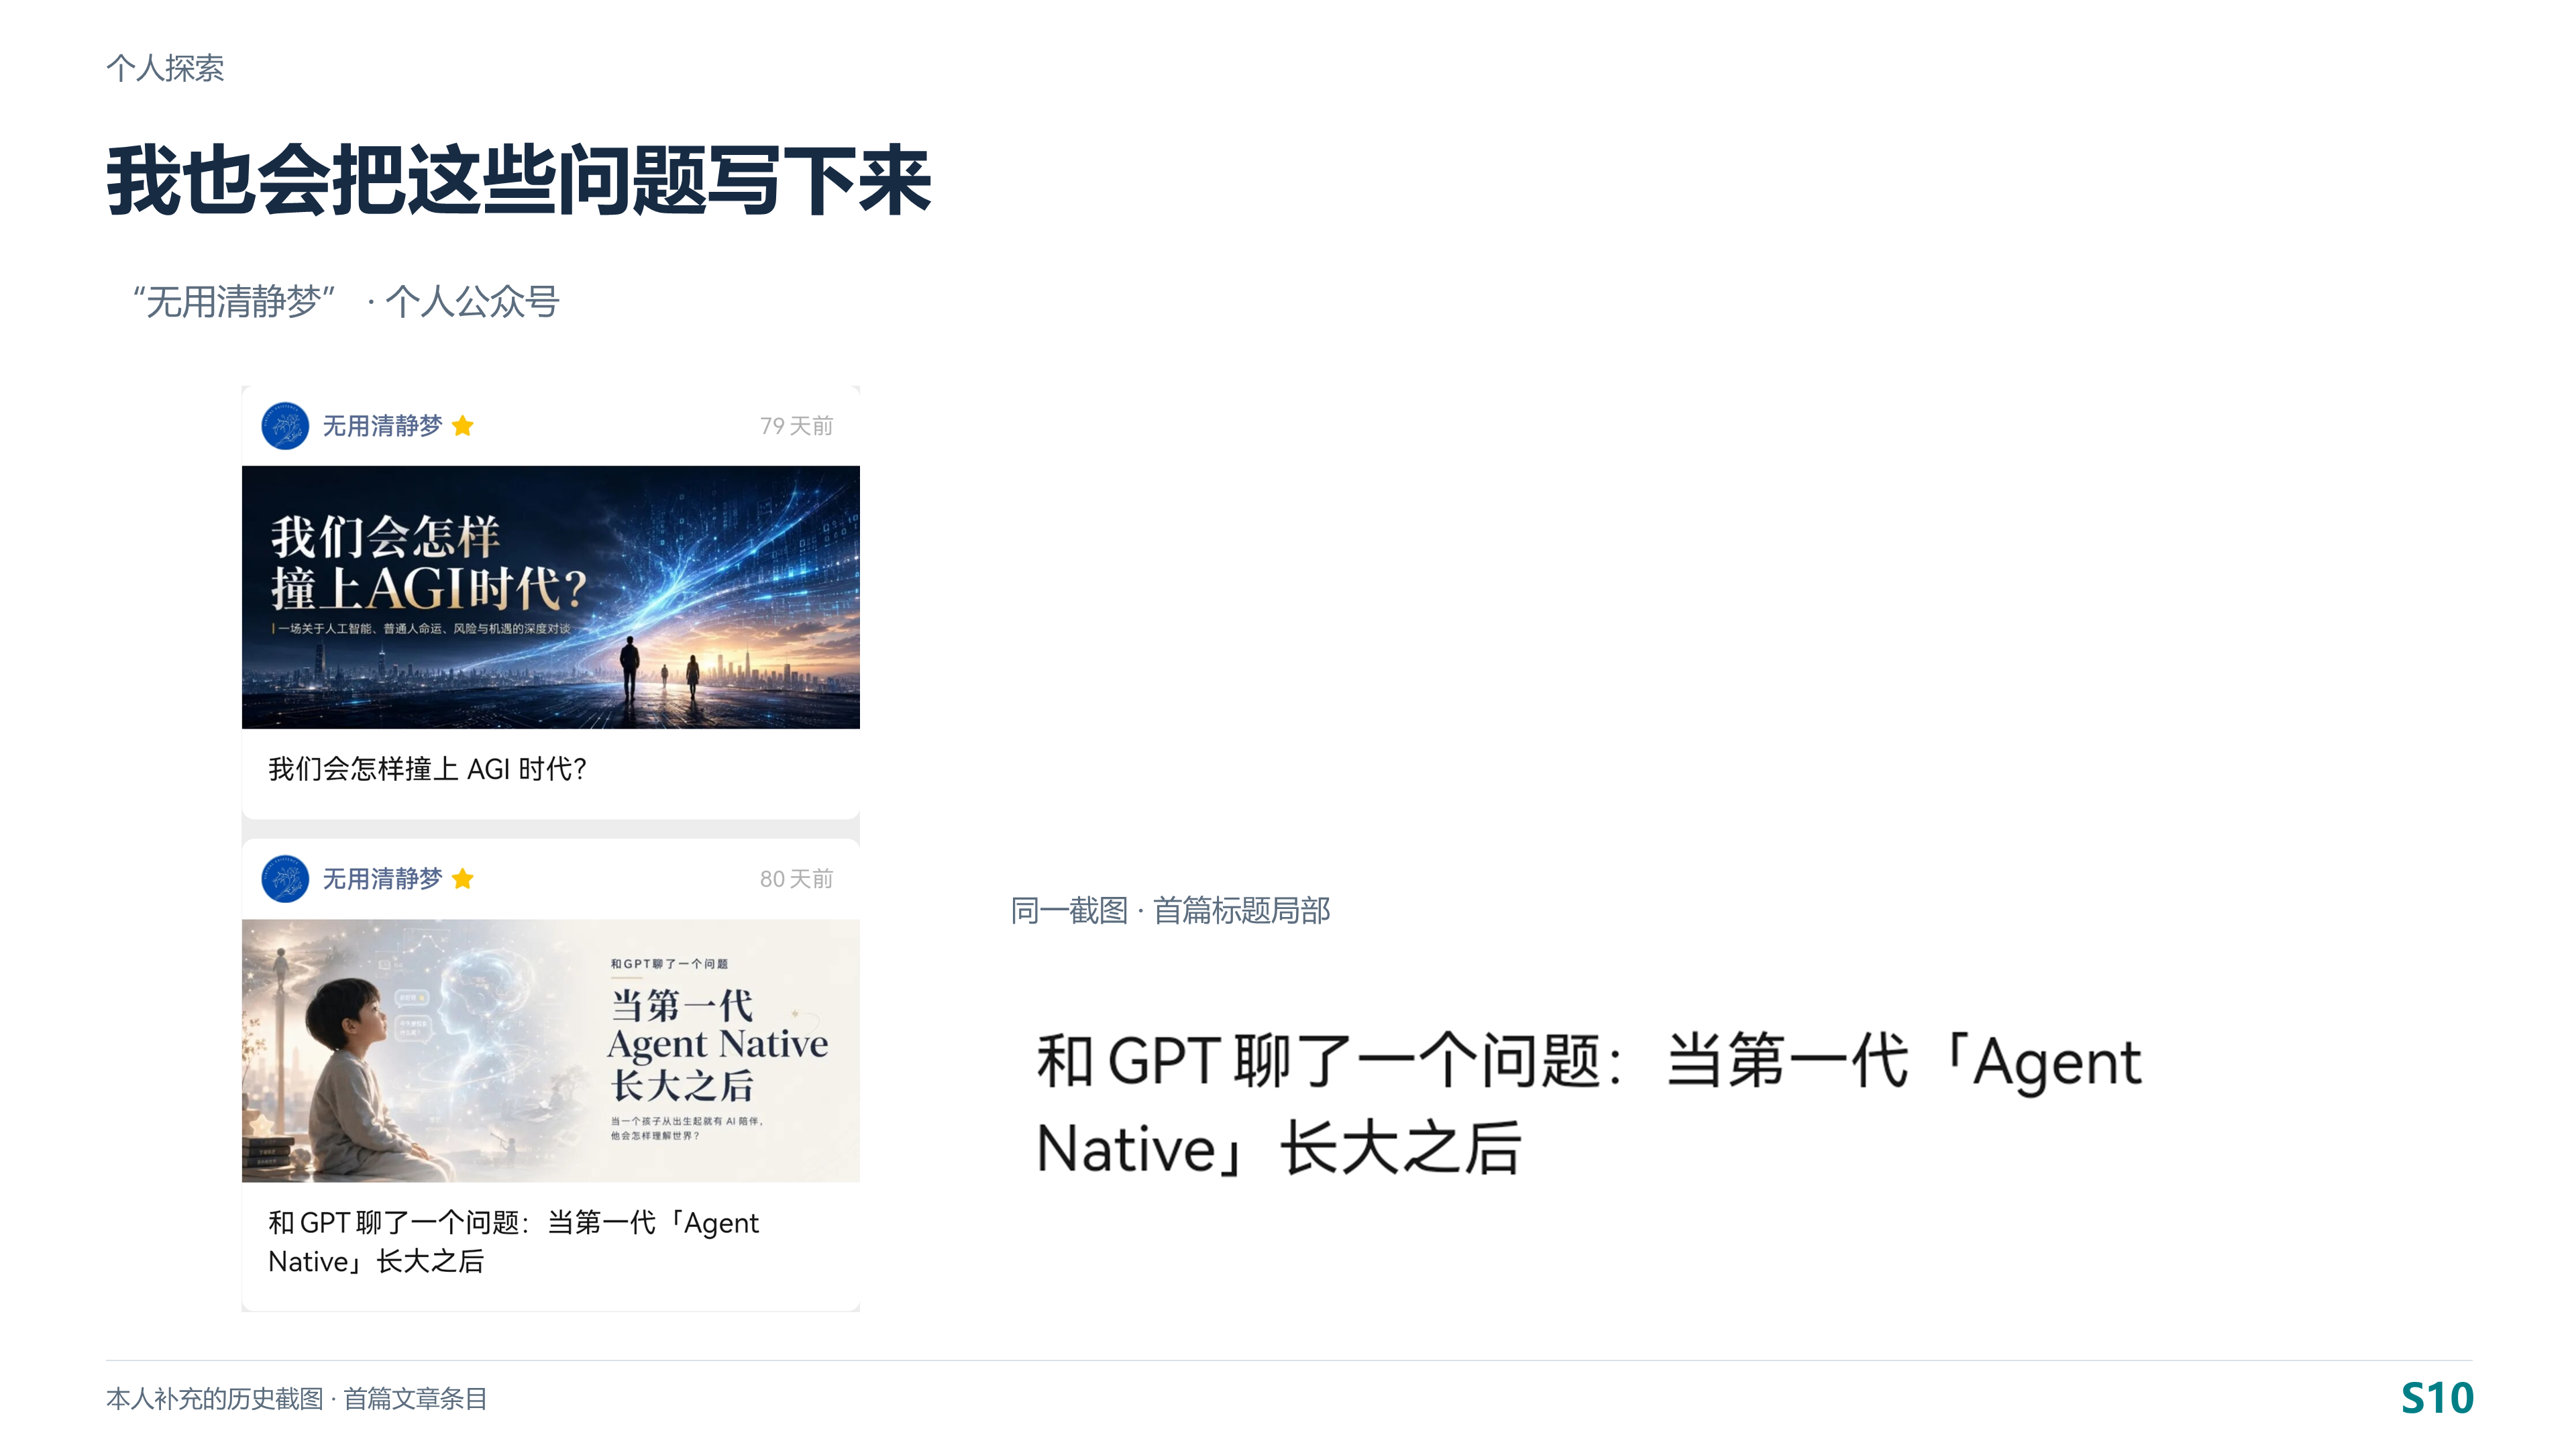 个人探索
我也会把这些问题写下来
“无用清静梦” · 个人公众号
无用清静梦
79 天前
我们会怎样
撞上AGI时代？
一场关于人工智能、普通人命运、风险与机遇的深度对谈
我们会怎样撞上 AGI 时代？
无用清静梦
80 天前
和GPT聊了一个问题
当第一代
Agent Native
长大之后
当一个孩子从出生起就有 AI 陪伴，
他会怎样理解世界？
和 GPT 聊了一个问题：当第一代「Agent
Native」长大之后
同一截图 · 首篇标题局部
和 GPT 聊了一个问题：当第一代「Agent
Native」长大之后
本人补充的历史截图 · 首篇文章条目
S10